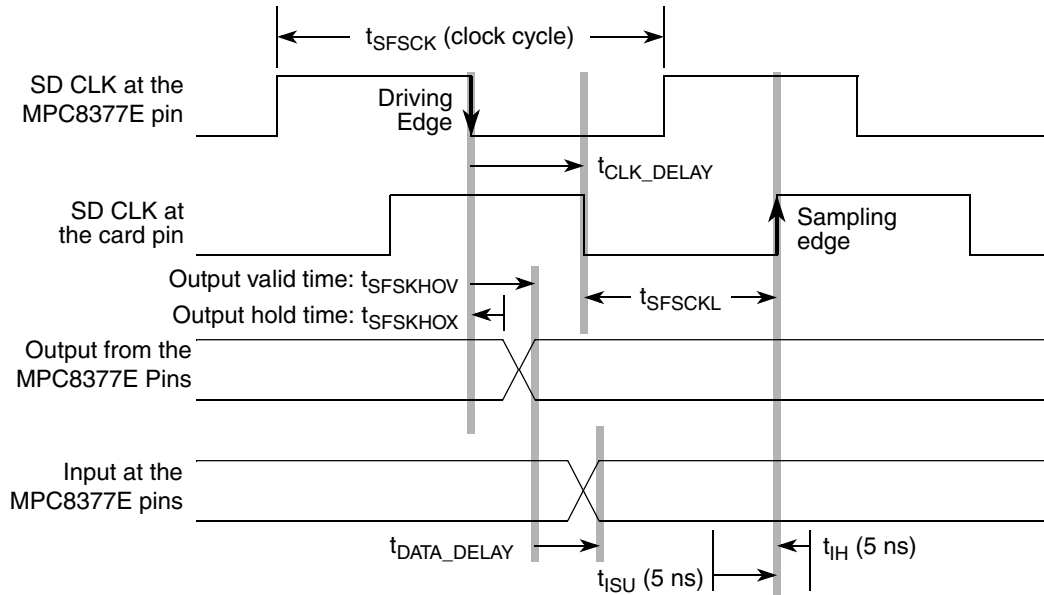 tSFSCK (clock cycle)
SD CLK at the
MPC8377E pin
Driving
Edge
tCLK_DELAY
SD CLK at
the card pin
Sampling
edge
Output valid time: tSFSKHOV
tSFSCKL
Output hold time: tSFSKHOX
Output from the
MPC8377E Pins
Input at the
MPC8377E pins
tDATA_DELAY
tIH (5 ns)
tISU (5 ns)